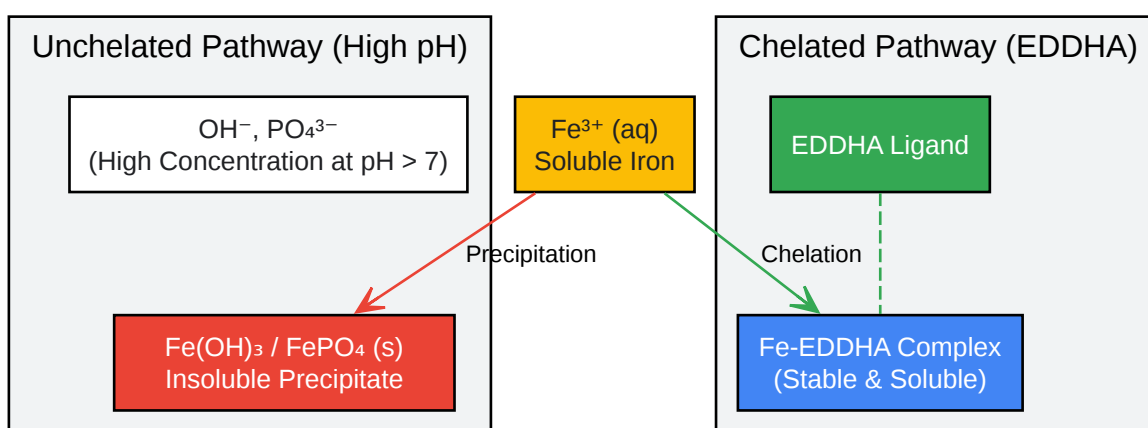 Unchelated Pathway (High pH)
Chelated Pathway (EDDHA)
OH⁻, PO₄³⁻
(High Concentration at pH > 7)
Fe³⁺ (aq)
Soluble Iron
EDDHA Ligand
Precipitation
Chelation
Fe(OH)₃ / FePO₄ (s)
Insoluble Precipitate
Fe-EDDHA Complex
(Stable & Soluble)